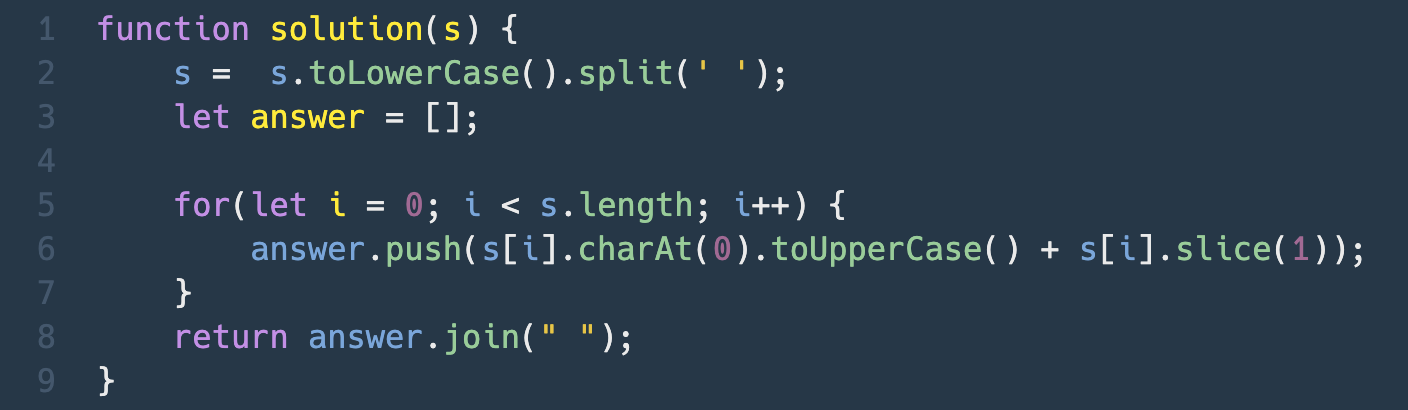 1 function solution(s) {
2     s =  s.toLowerCase().split(' ');
3     let answer = [];
4
5     for(let i = 0; i < s.length; i++) {
6         answer.push(s[i].charAt(0).toUpperCase() + s[i].slice(1));
7     }
8     return answer.join(" ");
9 }